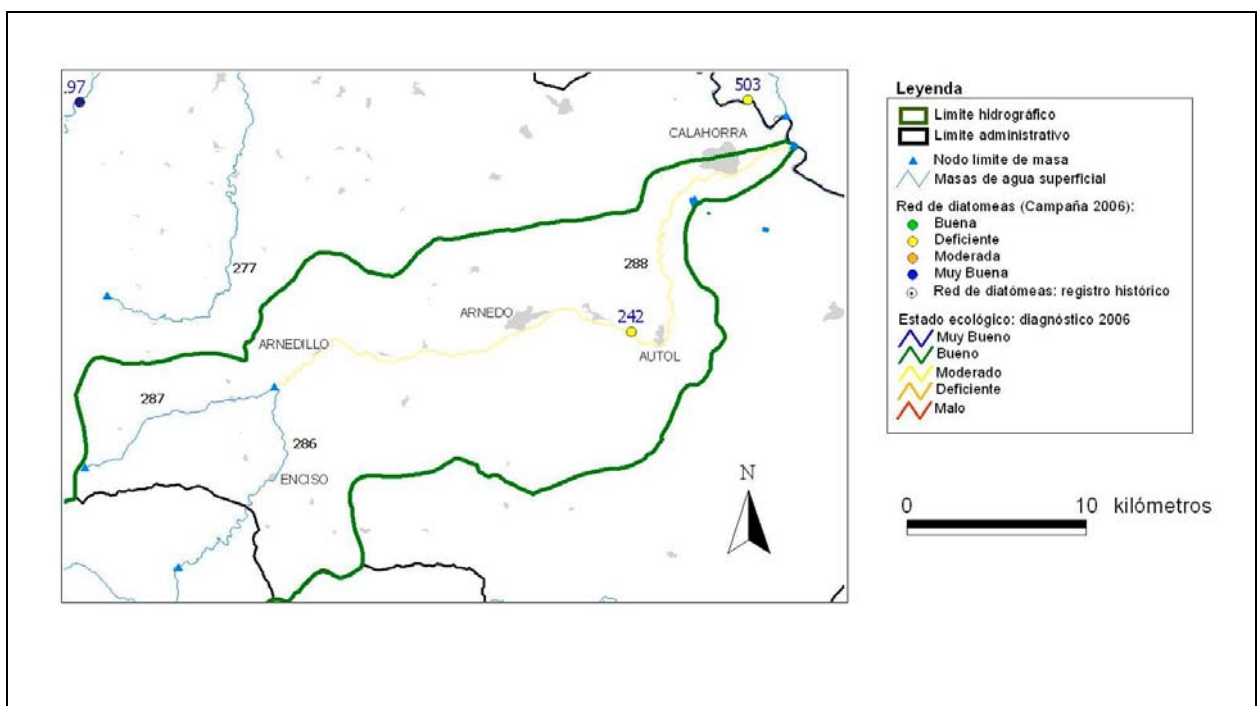 .97
503
CALAHORRA
277
288
ARNEDO
242
ARNEDILLO
AUTOL
287
286
ENCISO
N
Leyenda
Límite hidrográfico
Límite administrativo
Nodo límite de masa
Masas de agua superficial
Red de diatomeas (Campaña 2006):
Buena
Deficiente
Moderada
Muy Buena
Red de diatómeas: registro histórico
Estado ecológico: diagnóstico 2006
Muy Bueno
Bueno
Moderado
Deficiente
Malo
0 10 kilómetros